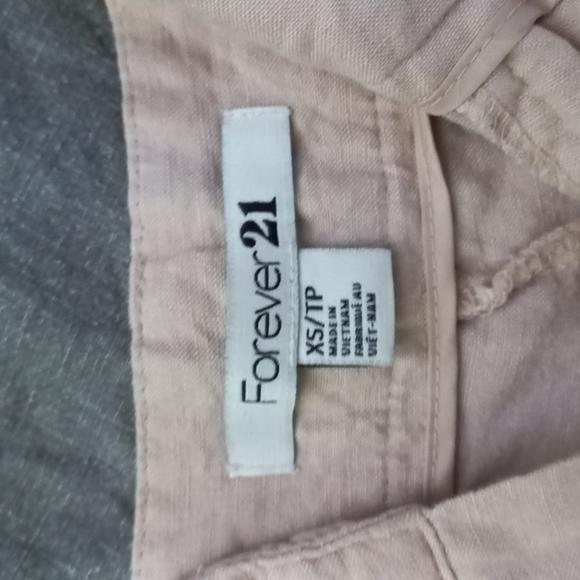 Forever21
XS/TP
MADE IN
VIETNAM
FABRIQUÉ AU
VIÊT-NAM